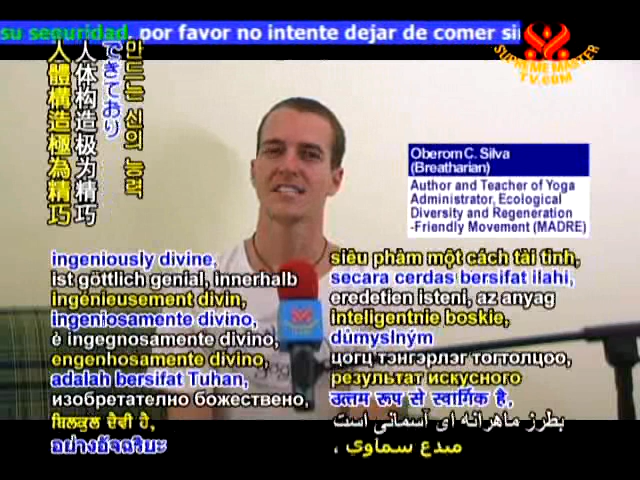 su seguridad, por favor no intente dejar de comer si
SUPREME MASTER
TV.COM
만드는 신의 능력
できており
人体构造极为精巧
人體構造極為精巧
Oberom C. Silva
(Breatharian)
Author and Teacher of Yoga
Administrator, Ecological
Diversity and Regeneration
-Friendly Movement (MADRE)
ingeniously divine,
ist göttlich genial, innerhalb
ingénieusement divin,
ingeniosamente divino,
è ingegnosamente divino,
engenhosamente divino,
adalah bersifat Tuhan,
изобретательно божествено,
ਬਿਲਕੁਲ ਦੈਵੀ ਹੈ,
อย่างอัจฉริยะ
siêu phàm một cách tài tình,
secara cerdas bersifat ilahi,
eredetien isteni, az anyag
inteligentnie boskie,
důmyslným
цогц тэнгэрлэг тогтолцоо,
результат искусного
उत्तम रूप से स्वार्गिक है,
بطرز ماهرانه ای آسمانی است
مبدع سماوي ،